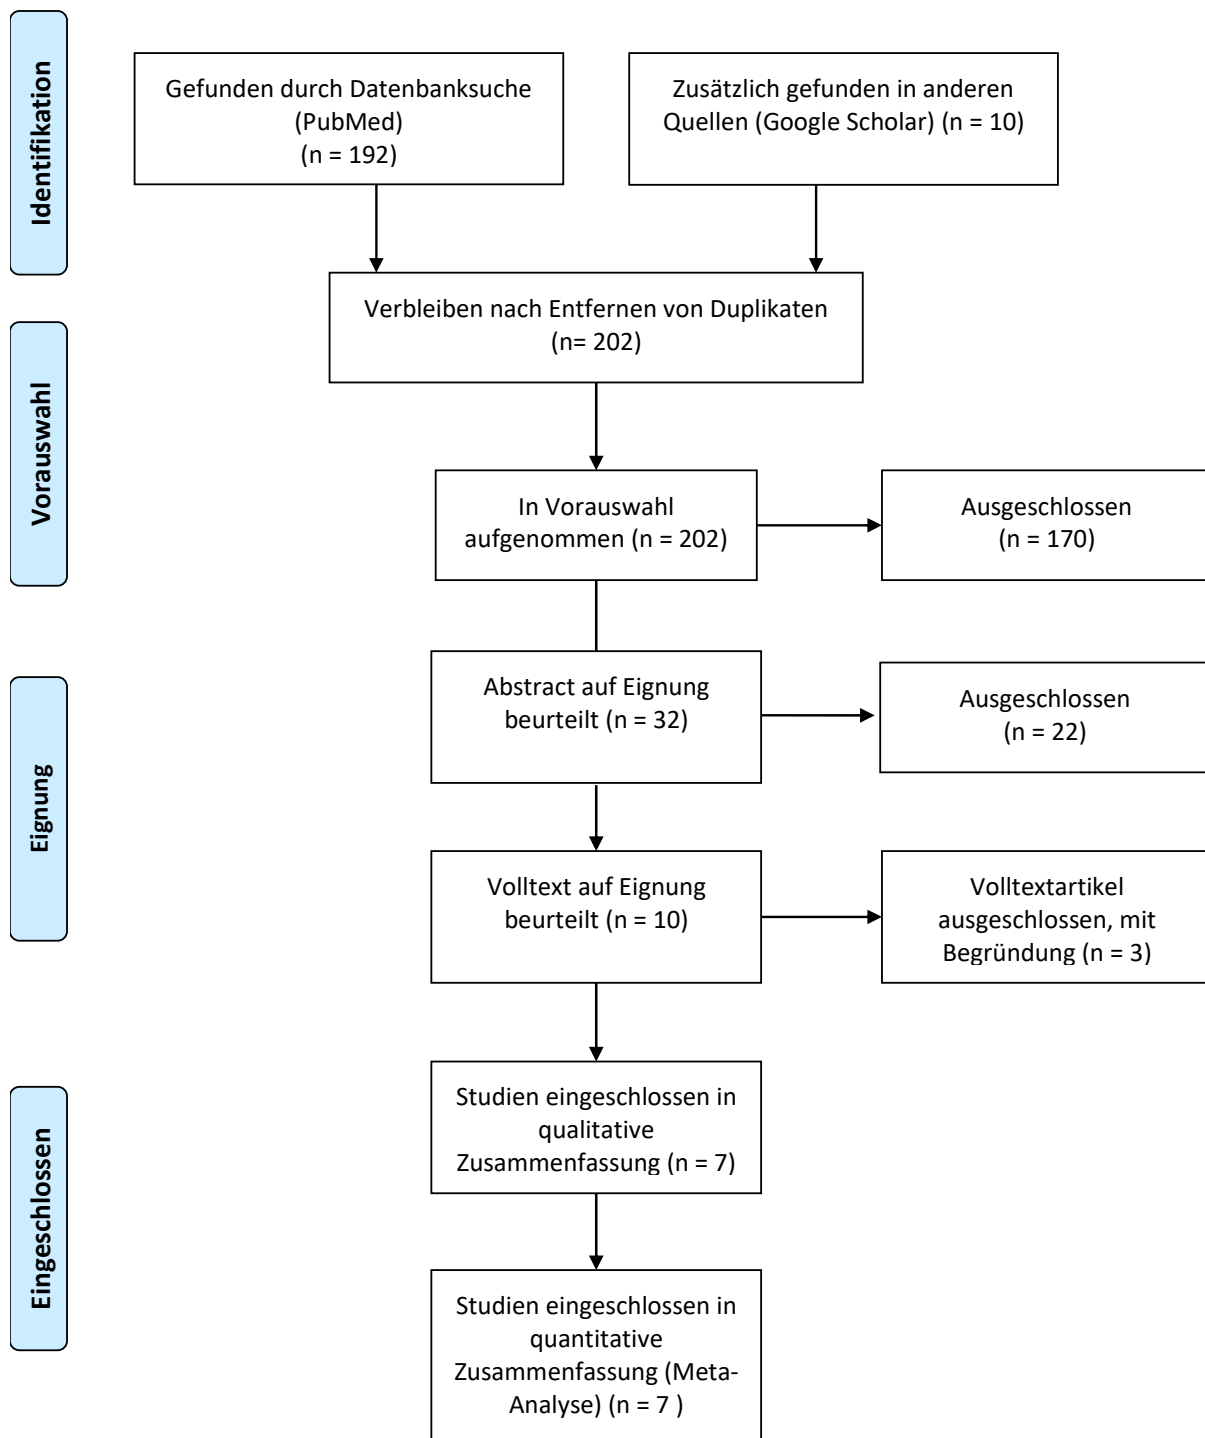 Identifikation
Gefunden durch Datenbanksuche
(PubMed)
(n = 192)
Zusätzlich gefunden in anderen
Quellen (Google Scholar) (n = 10)
Verbleiben nach Entfernen von Duplikaten
(n= 202)
Vorauswahl
In Vorauswahl
aufgenommen (n = 202)
Ausgeschlossen
(n = 170)
Eignung
Abstract auf Eignung
beurteilt (n = 32)
Ausgeschlossen
(n = 22)
Volltext auf Eignung
beurteilt (n = 10)
Volltextartikel
ausgeschlossen, mit
Begründung (n = 3)
Eingeschlossen
Studien eingeschlossen in
qualitative
Zusammenfassung (n = 7)
Studien eingeschlossen in
quantitative
Zusammenfassung (Meta-
Analyse) (n = 7 )